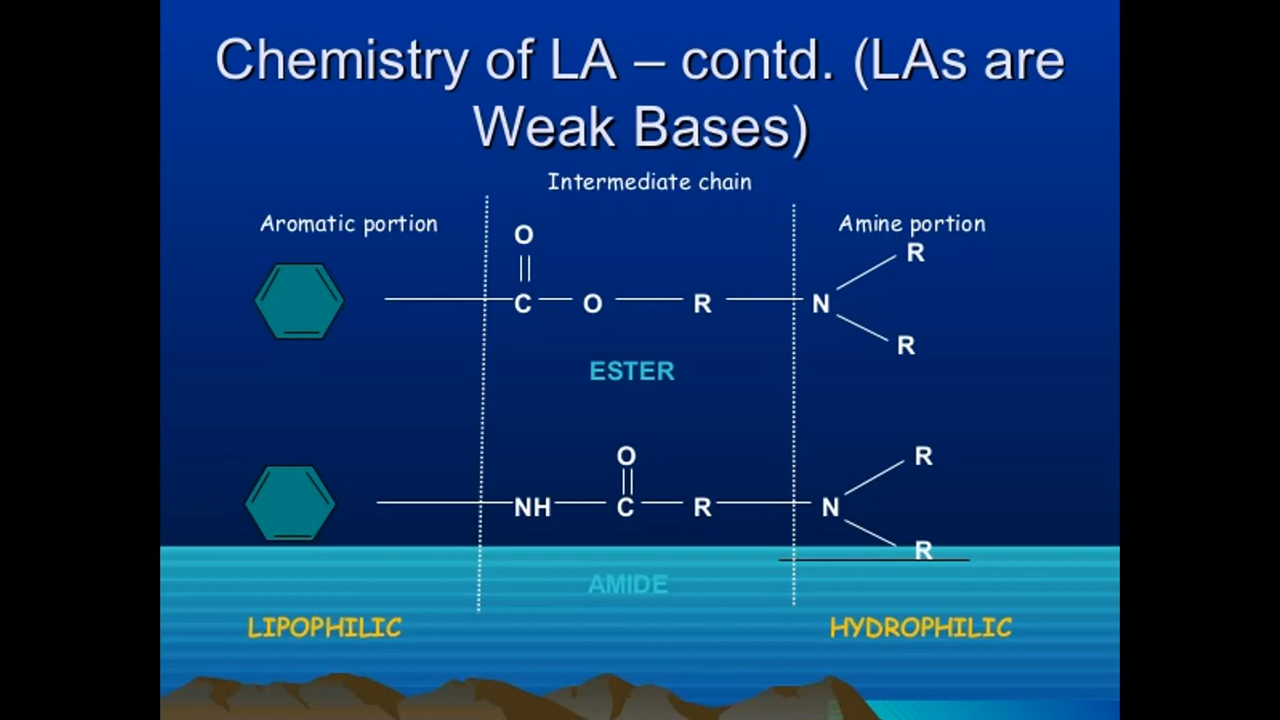 Chemistry of LA – contd. (LAs are
Weak Bases)
Intermediate chain
Aromatic portion
Amine portion
O
R
C O R N
R
ESTER
O
R
NH C R N
R
AMIDE
LIPOPHILIC
HYDROPHILIC